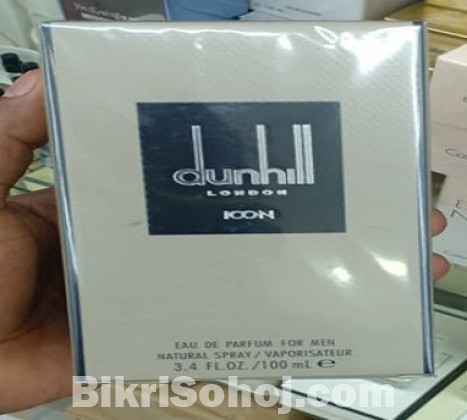 dunhill
LONDON
ICON
EAU DE PARFUM FOR MEN
NATURAL SPRAY / VAPORISATEUR
3.4 FL.OZ./100 mL ℮
BikriSohoj.com